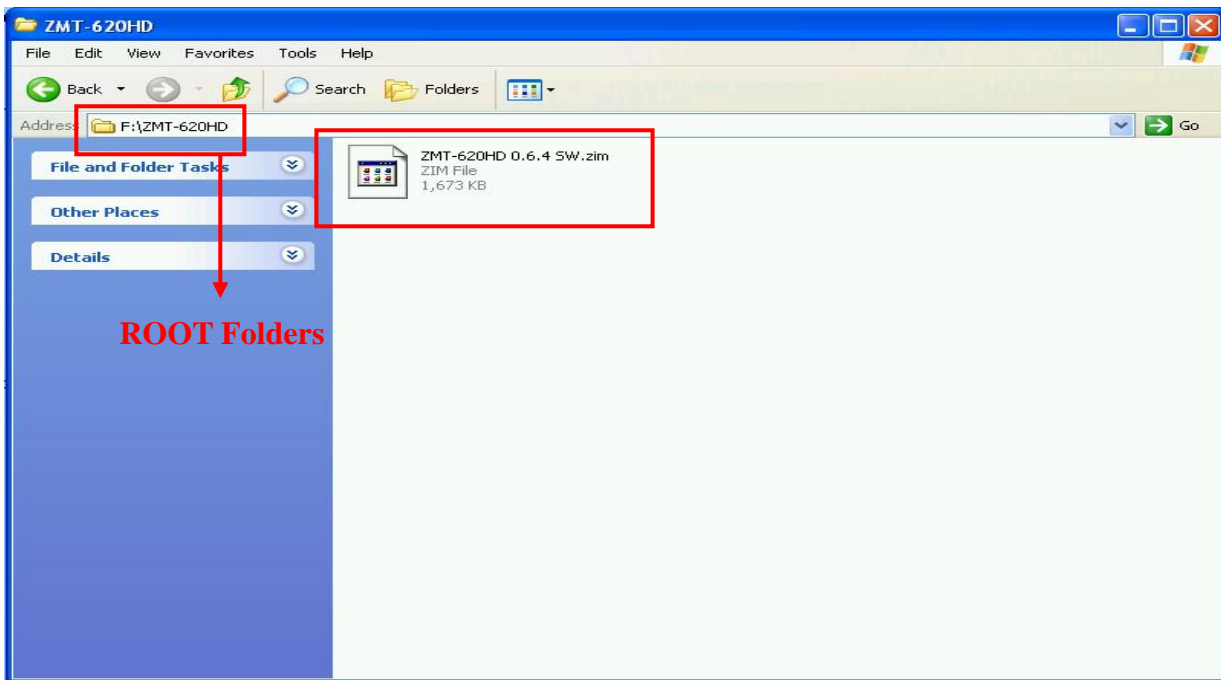 ZMT-620HD
File Edit View Favorites Tools Help
Back Search Folders
Address F:\ZMT-620HD Go
File and Folder Tasks
Other Places
Details
ZMT-620HD 0.6.4 SW.zim
ZIM File
1,673 KB
ROOT Folders